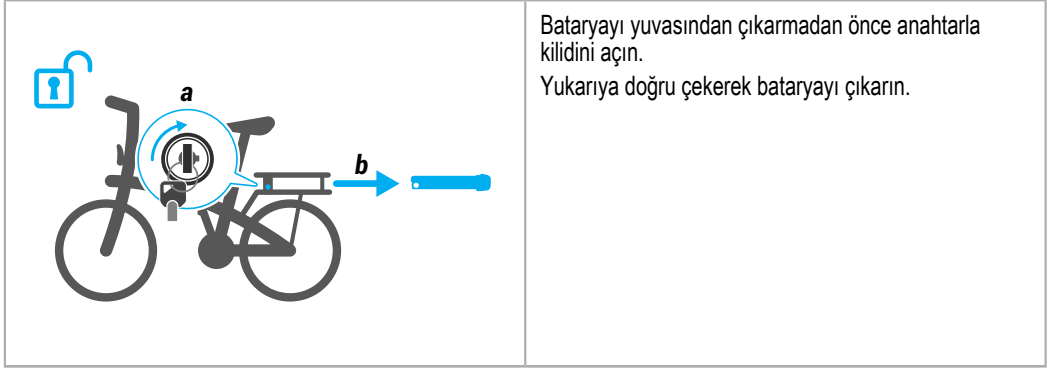 a
b
Bataryayı yuvasından çıkarmadan önce anahtarla
kilidini açın.
Yukarıya doğru çekerek bataryayı çıkarın.